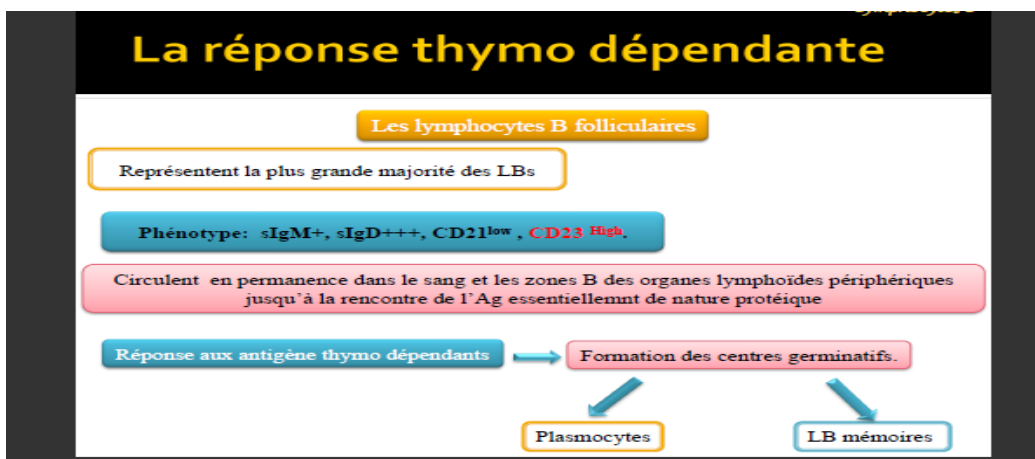 La réponse thymo dépendante
Les lymphocytes B folliculaires
Représentent la plus grande majorité des LBs
Phénotype: sIgM+, sIgD+++, CD21low , CD23 High.
Circulent en permanence dans le sang et les zones B des organes lymphoïdes périphériques
jusqu'à la rencontre de l'Ag essentiellemnt de nature protéique
Réponse aux antigène thymo dépendants
Formation des centres germinatifs.
Plasmocytes
LB mémoires